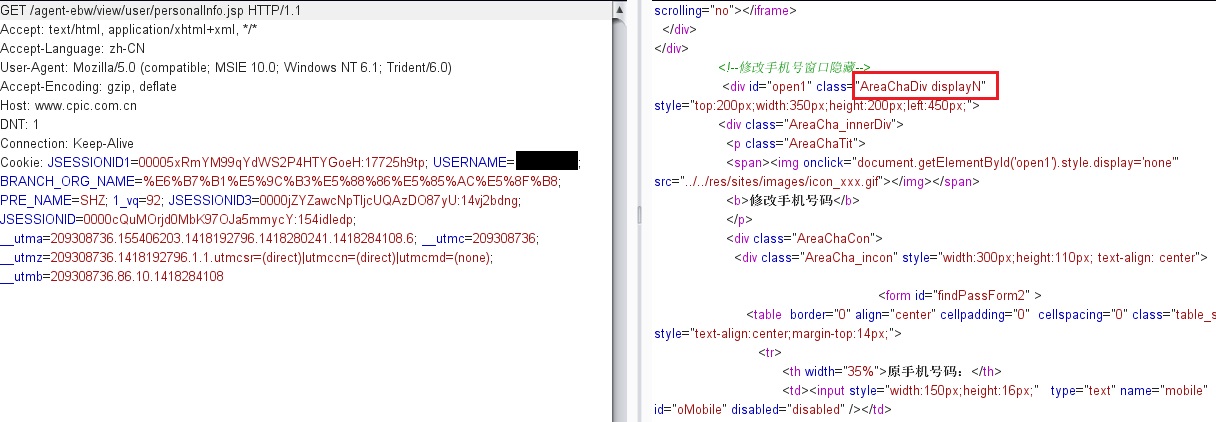 GET /agent-ebw/view/user/personalInfo.jsp HTTP/1.1
Accept: text/html, application/xhtml+xml, */*
Accept-Language: zh-CN
User-Agent: Mozilla/5.0 (compatible; MSIE 10.0; Windows NT 6.1; Trident/6.0)
Accept-Encoding: gzip, deflate
Host: www.cpic.com.cn
DNT: 1
Connection: Keep-Alive
Cookie: JSESSIONID1=00005xRmYM99qYdWS2P4HTYGoeH:17725h9tp; USERNAME= ;
BRANCH_ORG_NAME=%E6%B7%B1%E5%9C%B3%E5%88%86%E5%85%AC%E5%8F%B8;
PRE_NAME=SHZ; 1_vq=92; JSESSIONID3=0000jZYZawcNpTljcUQAzDO87yU:14vj2bdng;
JSESSIONID=0000cQuMOrjd0MbK97OJa5mmycY:154idledp;
__utma=209308736.155406203.1418192796.1418280241.1418284108.6; __utmc=209308736;
__utmz=209308736.1418192796.1.1.utmcsr=(direct)|utmccn=(direct)|utmcmd=(none);
__utmb=209308736.86.10.1418284108
scrolling="no"></iframe>
</div>
</div>
<!--修改手机号窗口隐藏-->
<div id="open1" class="AreaChaDiv displayN"
style="top:200px;width:350px;height:200px;left:450px;">
<div class="AreaCha_innerDiv">
<p class="AreaChaTit">
<span><img onclick="document.getElementById('open1').style.display='none'"
src="../../res/sites/images/icon_xxx.gif"></img></span>
<b>修改手机号码</b>
</p>
<div class="AreaChaCon">
<div class="AreaCha_incon" style="width:300px;height:110px; text-align: center">
<form id="findPassForm2" >
<table border="0" align="center" cellpadding="0" cellspacing="0" class="table_s
style="text-align:center;margin-top:14px;">
<tr>
<th width="35%">原手机号码：</th>
<td><input style="width:150px;height:16px;" type="text" name="mobile"
id="oMobile" disabled="disabled" /></td>